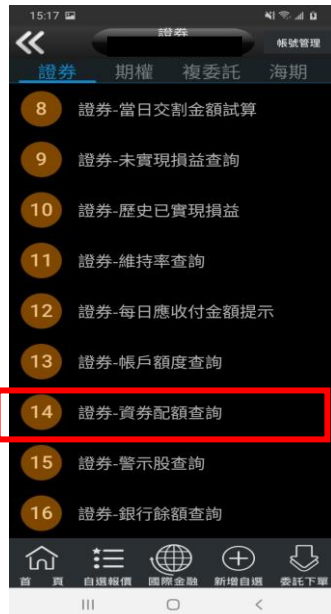 15:17
證券
帳號管理
證券 期權 複委託 海期
8 證券-當日交割金額試算
9 證券-未實現損益查詢
10 證券-歷史已實現損益
11 證券-維持率查詢
12 證券-每日應收付金額提示
13 證券-帳戶額度查詢
14 證券-資券配額查詢
15 證券-警示股查詢
16 證券-銀行餘額查詢
首 頁 自選報價 國際金融 新增自選 委託下單